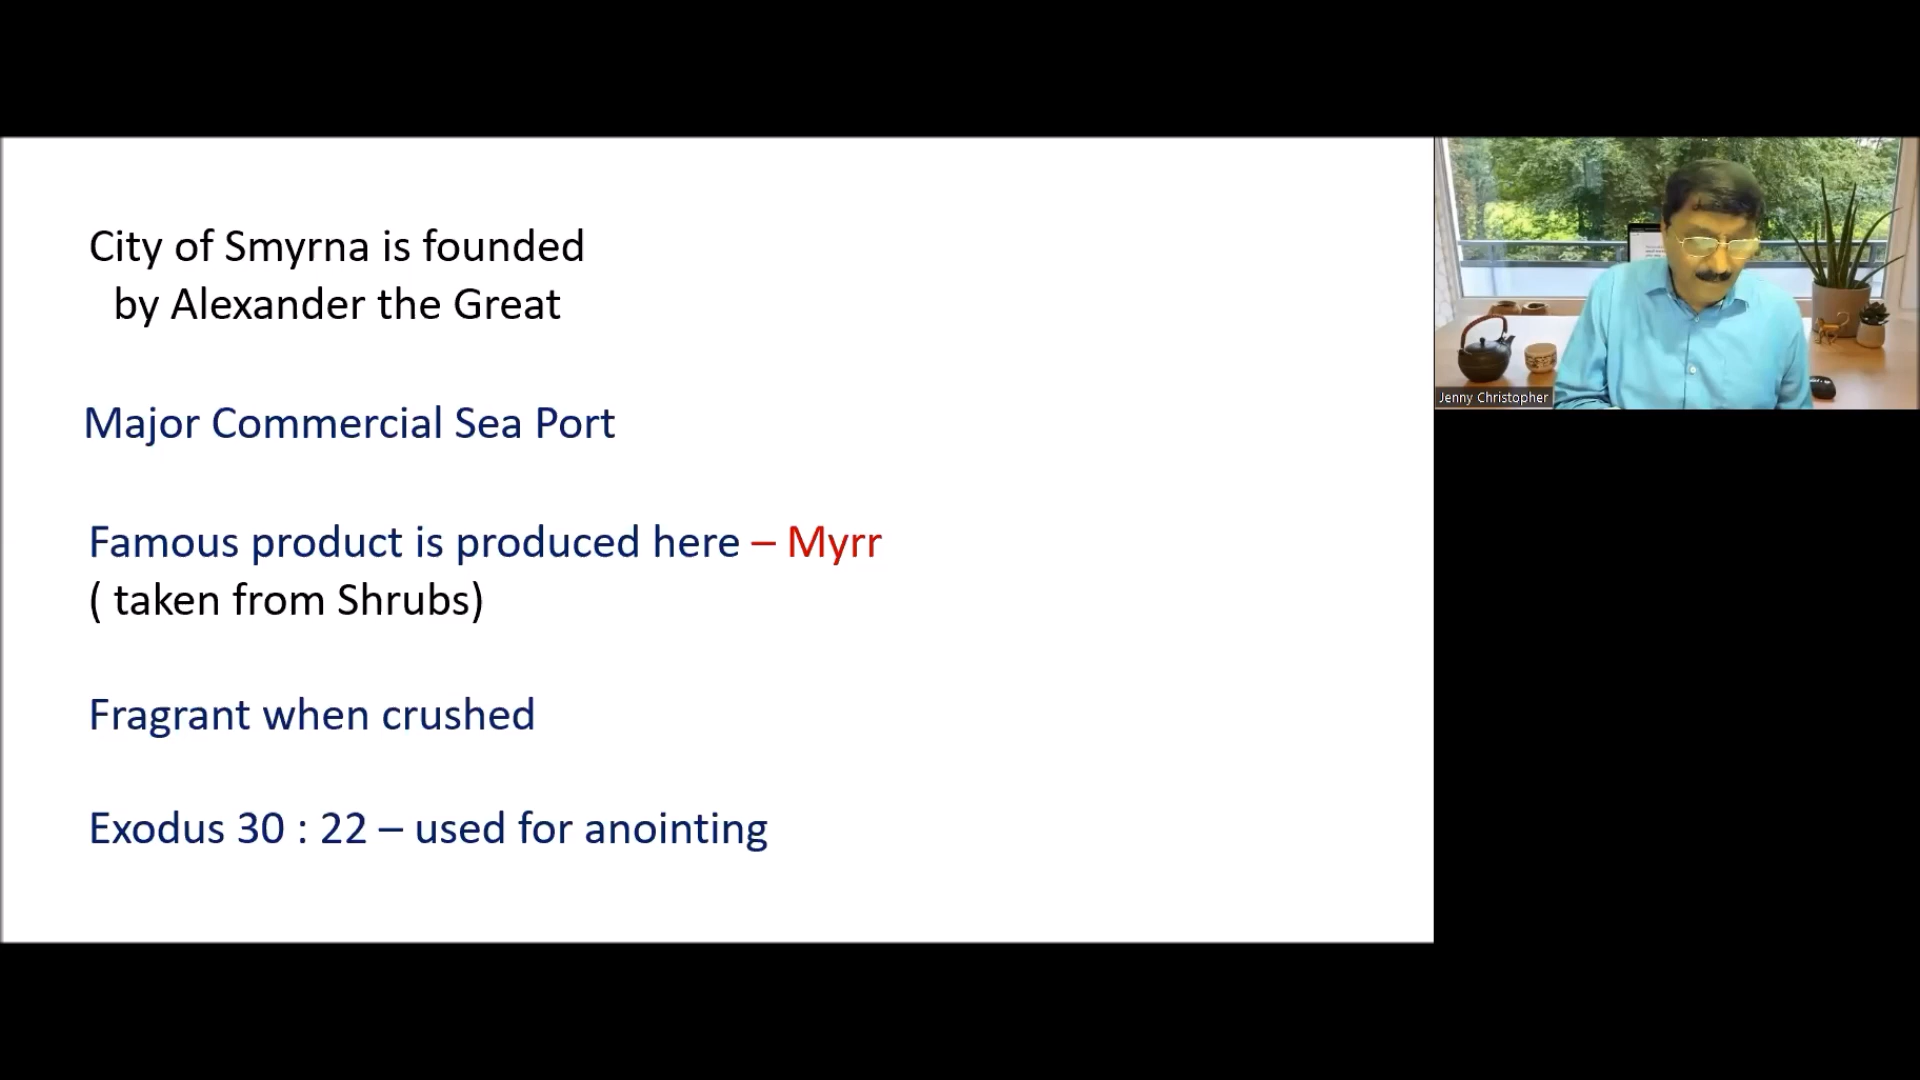 City of Smyrna is founded
by Alexander the Great
Major Commercial Sea Port
Famous product is produced here – Myrr
( taken from Shrubs)
Fragrant when crushed
Exodus 30 : 22 – used for anointing
Jenny Christopher